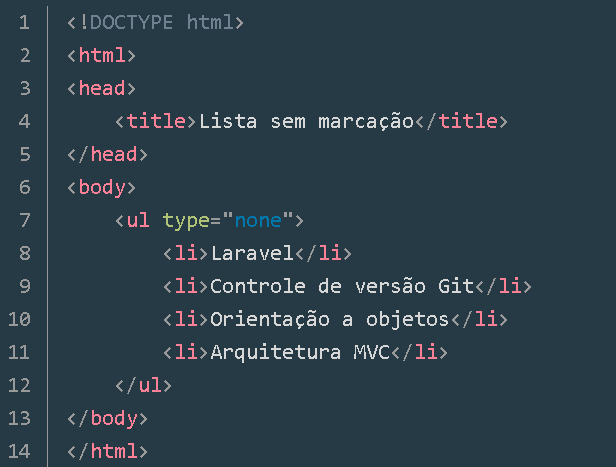 1 <!DOCTYPE html>
2 <html>
3 <head>
4     <title>Lista sem marcação</title>
5 </head>
6 <body>
7     <ul type="none">
8         <li>Laravel</li>
9         <li>Controle de versão Git</li>
10         <li>Orientação a objetos</li>
11         <li>Arquitetura MVC</li>
12     </ul>
13 </body>
14 </html>